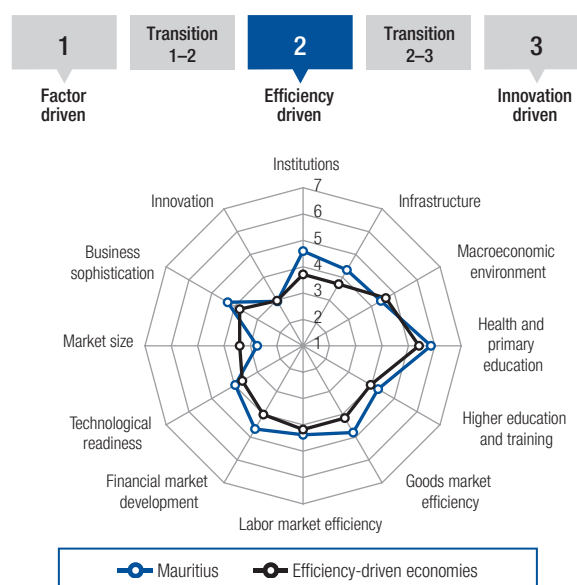 1
Transition
1–2
2
Transition
2–3
3
Factor
driven
Efficiency
driven
Innovation
driven
Institutions
7
Innovation
6
Infrastructure
5
Business
sophistication
4
Macroeconomic
environment
3
2
Market size
1
Health and
primary
education
Technological
readiness
Higher education
and training
Financial market
development
Goods market
efficiency
Labor market efficiency
Mauritius
Efficiency-driven economies